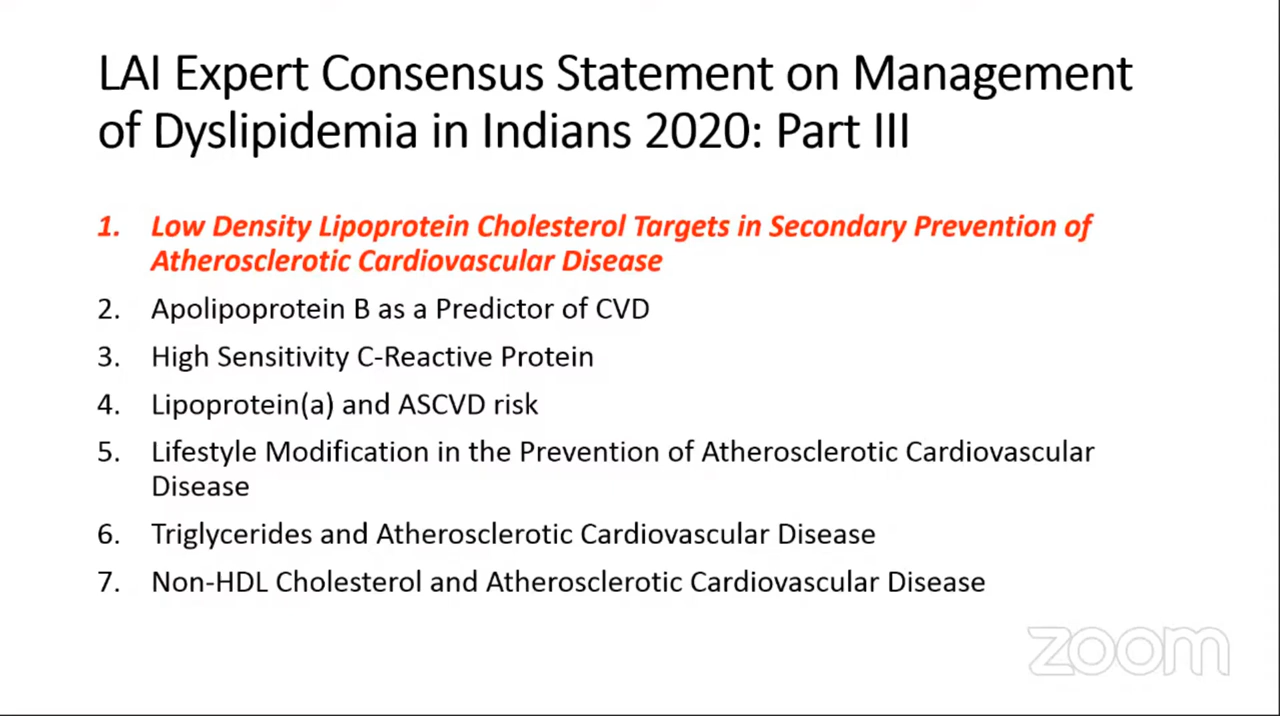 LAI Expert Consensus Statement on Management
of Dyslipidemia in Indians 2020: Part III
1. Low Density Lipoprotein Cholesterol Targets in Secondary Prevention of
Atherosclerotic Cardiovascular Disease
2. Apolipoprotein B as a Predictor of CVD
3. High Sensitivity C-Reactive Protein
4. Lipoprotein(a) and ASCVD risk
5. Lifestyle Modification in the Prevention of Atherosclerotic Cardiovascular
Disease
6. Triglycerides and Atherosclerotic Cardiovascular Disease
7. Non-HDL Cholesterol and Atherosclerotic Cardiovascular Disease
zoom